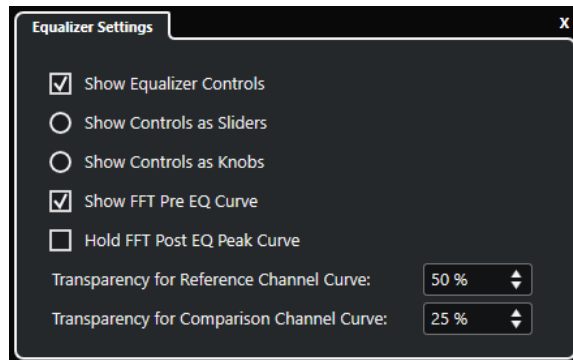 Equalizer Settings x
Show Equalizer Controls
Show Controls as Sliders
Show Controls as Knobs
Show FFT Pre EQ Curve
Hold FFT Post EQ Peak Curve
Transparency for Reference Channel Curve: 50 %
Transparency for Comparison Channel Curve: 25 %